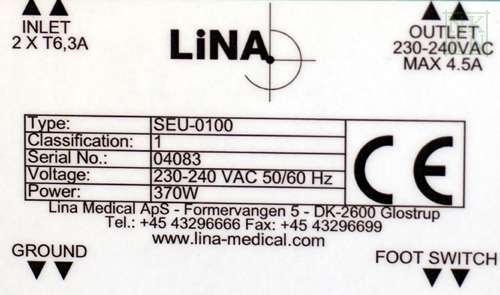 INLET
2 X T6,3A
LiNA
OUTLET
230-240VAC
MAX 4.5A
Type: SEU-0100
Classification: 1
Serial No.: 04083
Voltage: 230-240 VAC 50/60 Hz
Power: 370W
CE
Lina Medical ApS - Formervangen 5 - DK-2600 Glostrup
Tel.: +45 43296666 Fax: +45 43296699
www.lina-medical.com
GROUND
FOOT SWITCH